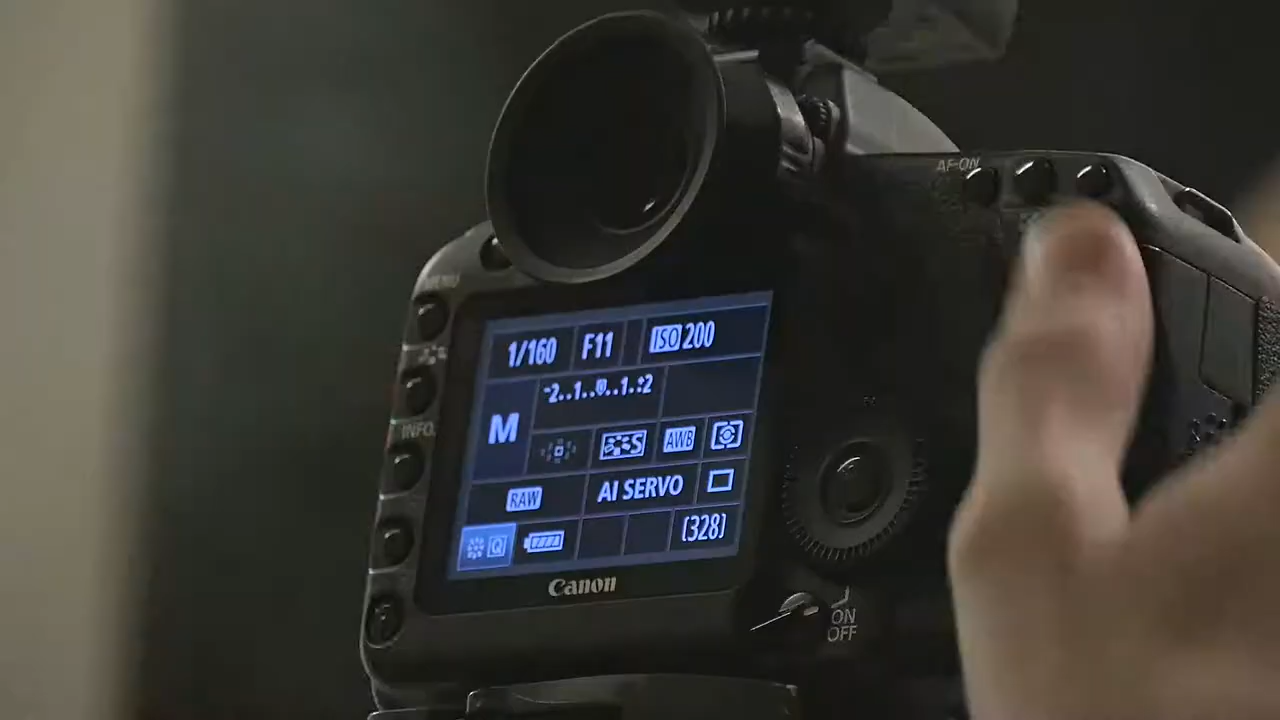 AF-ON
MENU
1/160 F11 ISO 200
-2..1..0..1.:2
M
S AWB
INFO.
RAW AI SERVO
Q [328]
Canon
ON
OFF